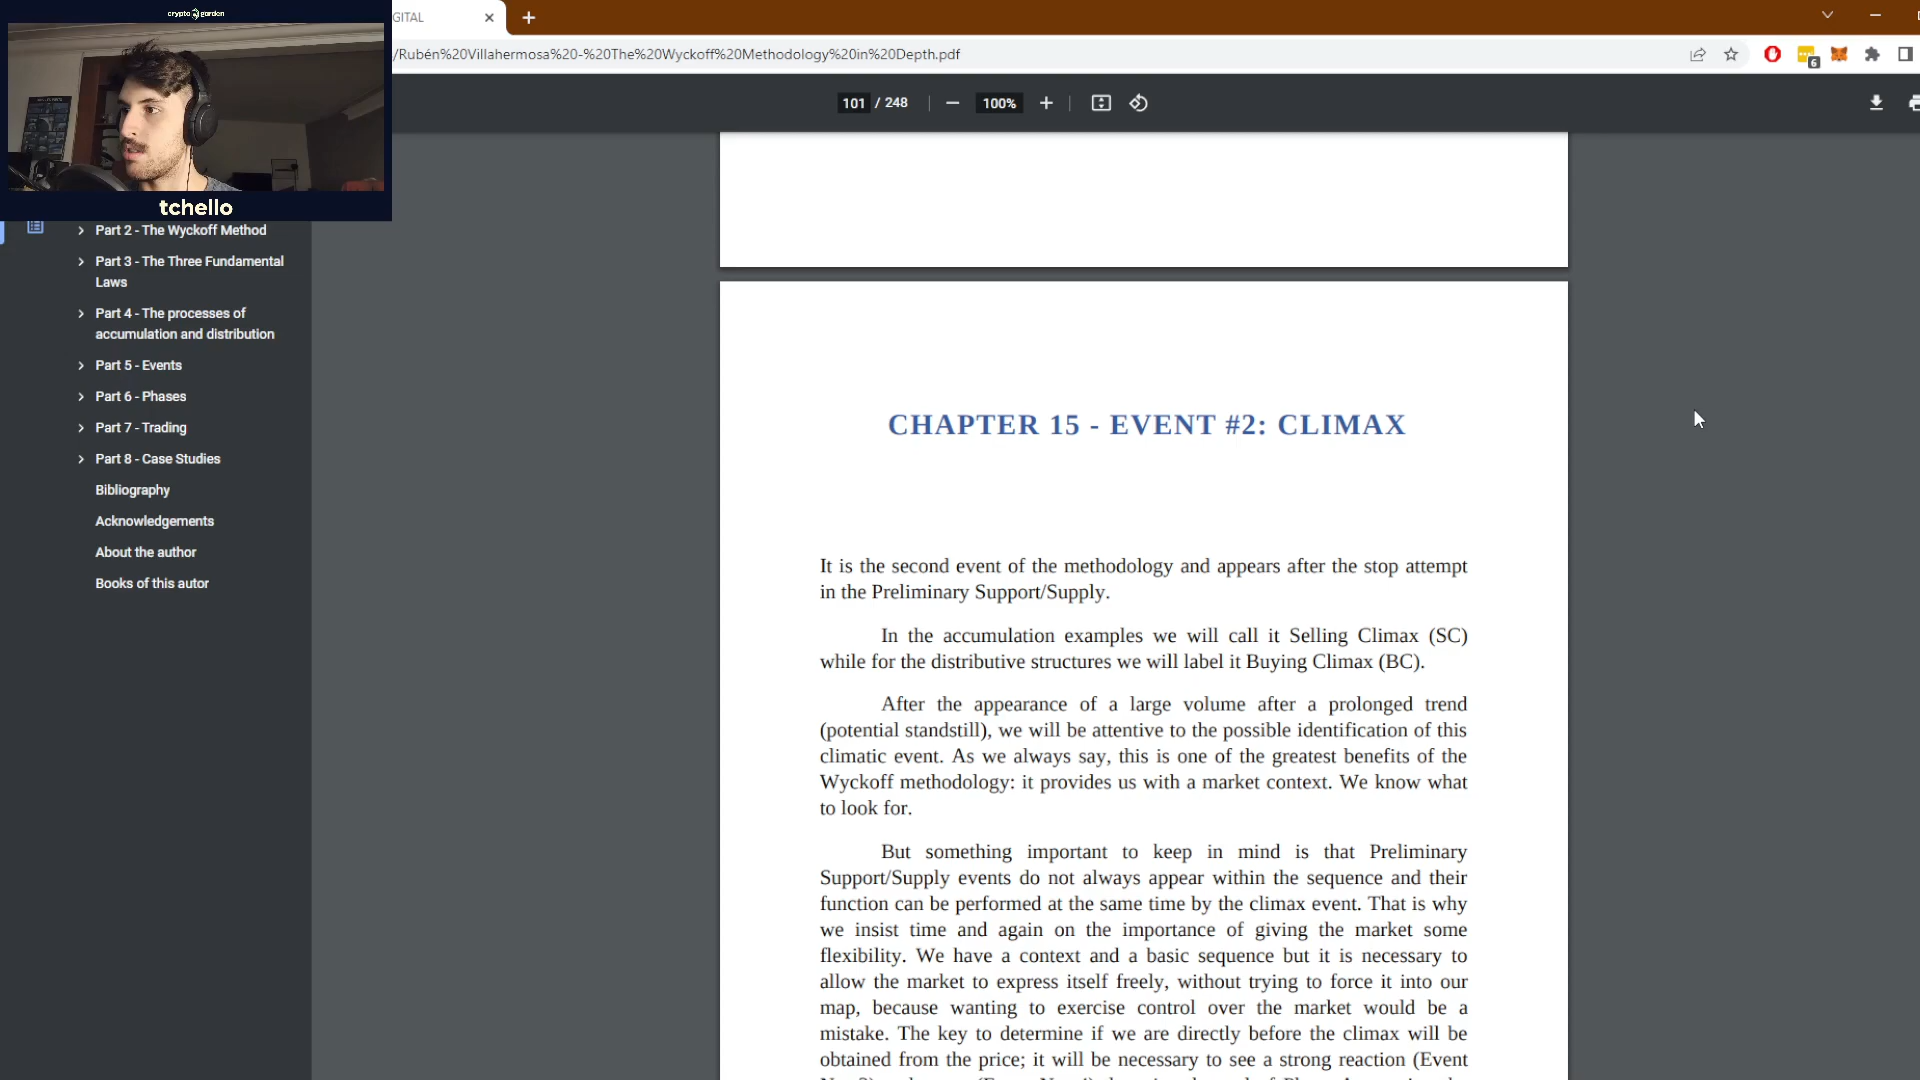 crypto garden
tchello
GITAL
/Rubén%20Villahermosa%20-%20The%20Wyckoff%20Methodology%20in%20Depth.pdf
6
101 / 248
100%
Part 2 - The Wyckoff Method
Part 3 - The Three Fundamental
Laws
Part 4 - The processes of
accumulation and distribution
Part 5 - Events
Part 6 - Phases
Part 7 - Trading
Part 8 - Case Studies
Bibliography
Acknowledgements
About the author
Books of this autor
CHAPTER 15 - EVENT #2: CLIMAX
It is the second event of the methodology and appears after the stop attempt
in the Preliminary Support/Supply.
In the accumulation examples we will call it Selling Climax (SC)
while for the distributive structures we will label it Buying Climax (BC).
After the appearance of a large volume after a prolonged trend
(potential standstill), we will be attentive to the possible identification of this
climatic event. As we always say, this is one of the greatest benefits of the
Wyckoff methodology: it provides us with a market context. We know what
to look for.
But something important to keep in mind is that Preliminary
Support/Supply events do not always appear within the sequence and their
function can be performed at the same time by the climax event. That is why
we insist time and again on the importance of giving the market some
flexibility. We have a context and a basic sequence but it is necessary to
allow the market to express itself freely, without trying to force it into our
map, because wanting to exercise control over the market would be a
mistake. The key to determine if we are directly before the climax will be
obtained from the price; it will be necessary to see a strong reaction (Event